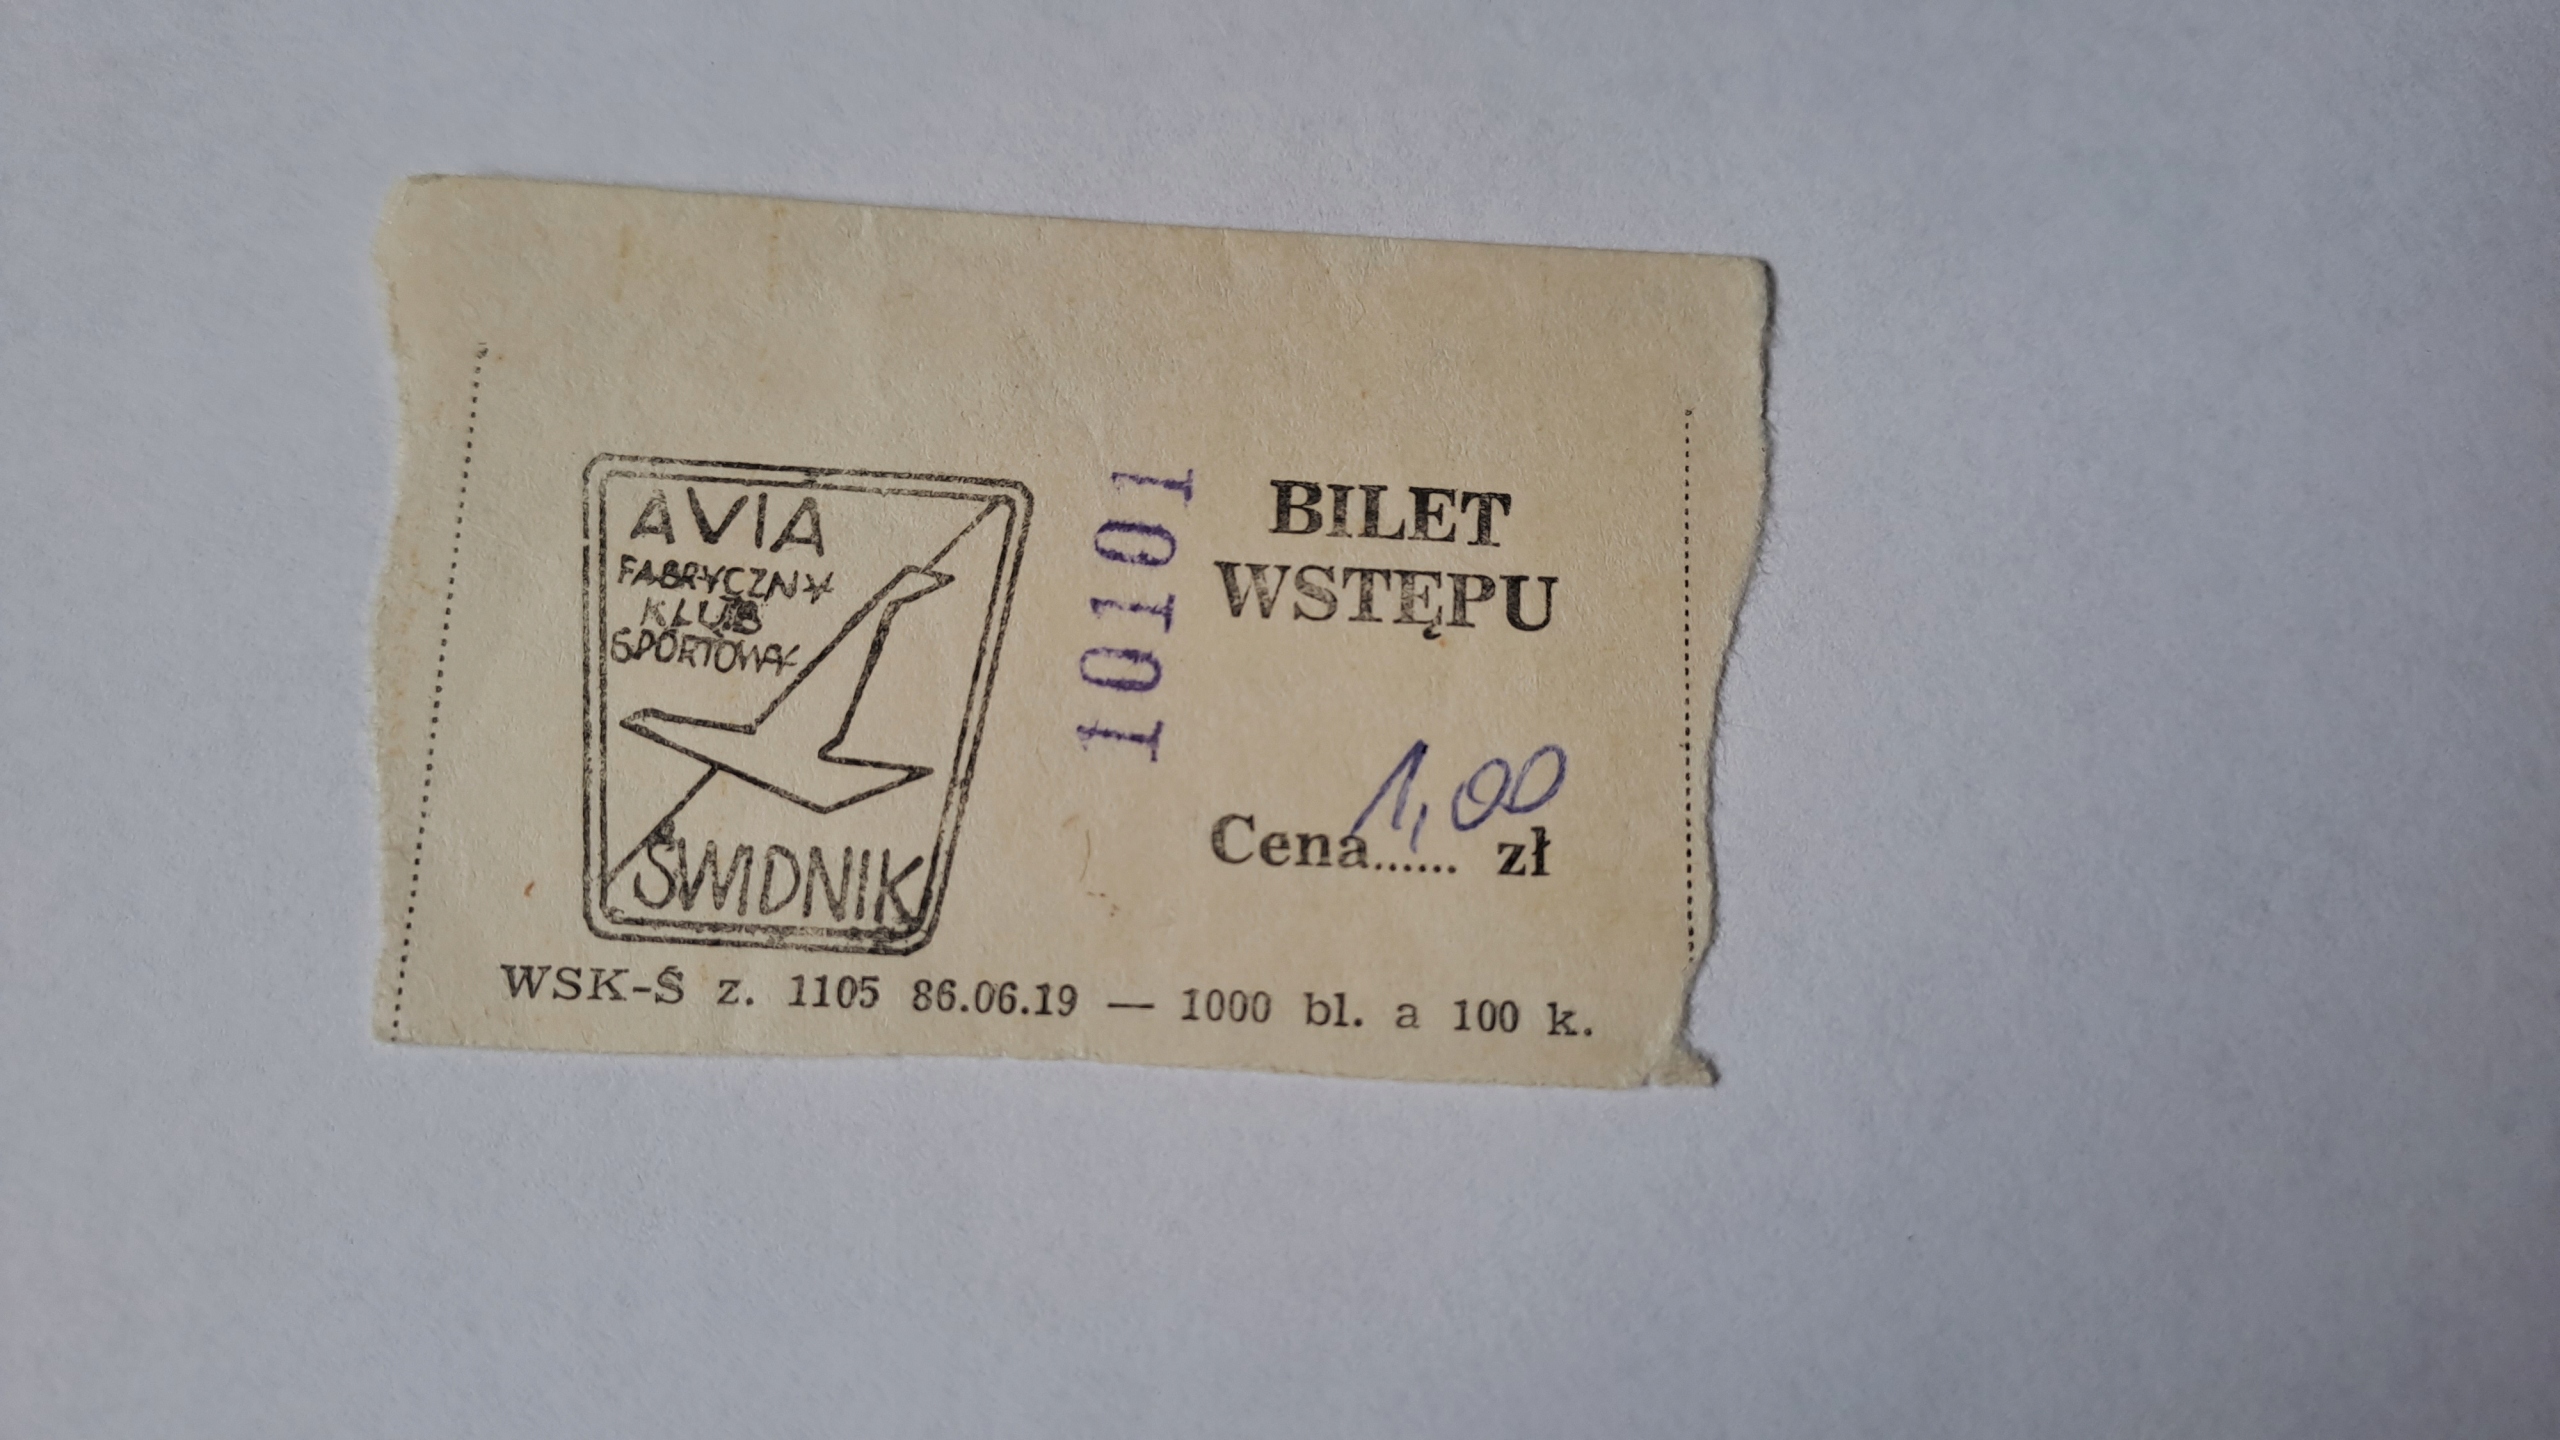 AVIA
FABRYCZNY
KLUB
SPORTOWY
ŚWIDNIK
10101
BILET
WSTĘPU
Cena...... zł
1,00
WSK-Ś z. 1105 86.06.19 — 1000 bl. a 100 k.